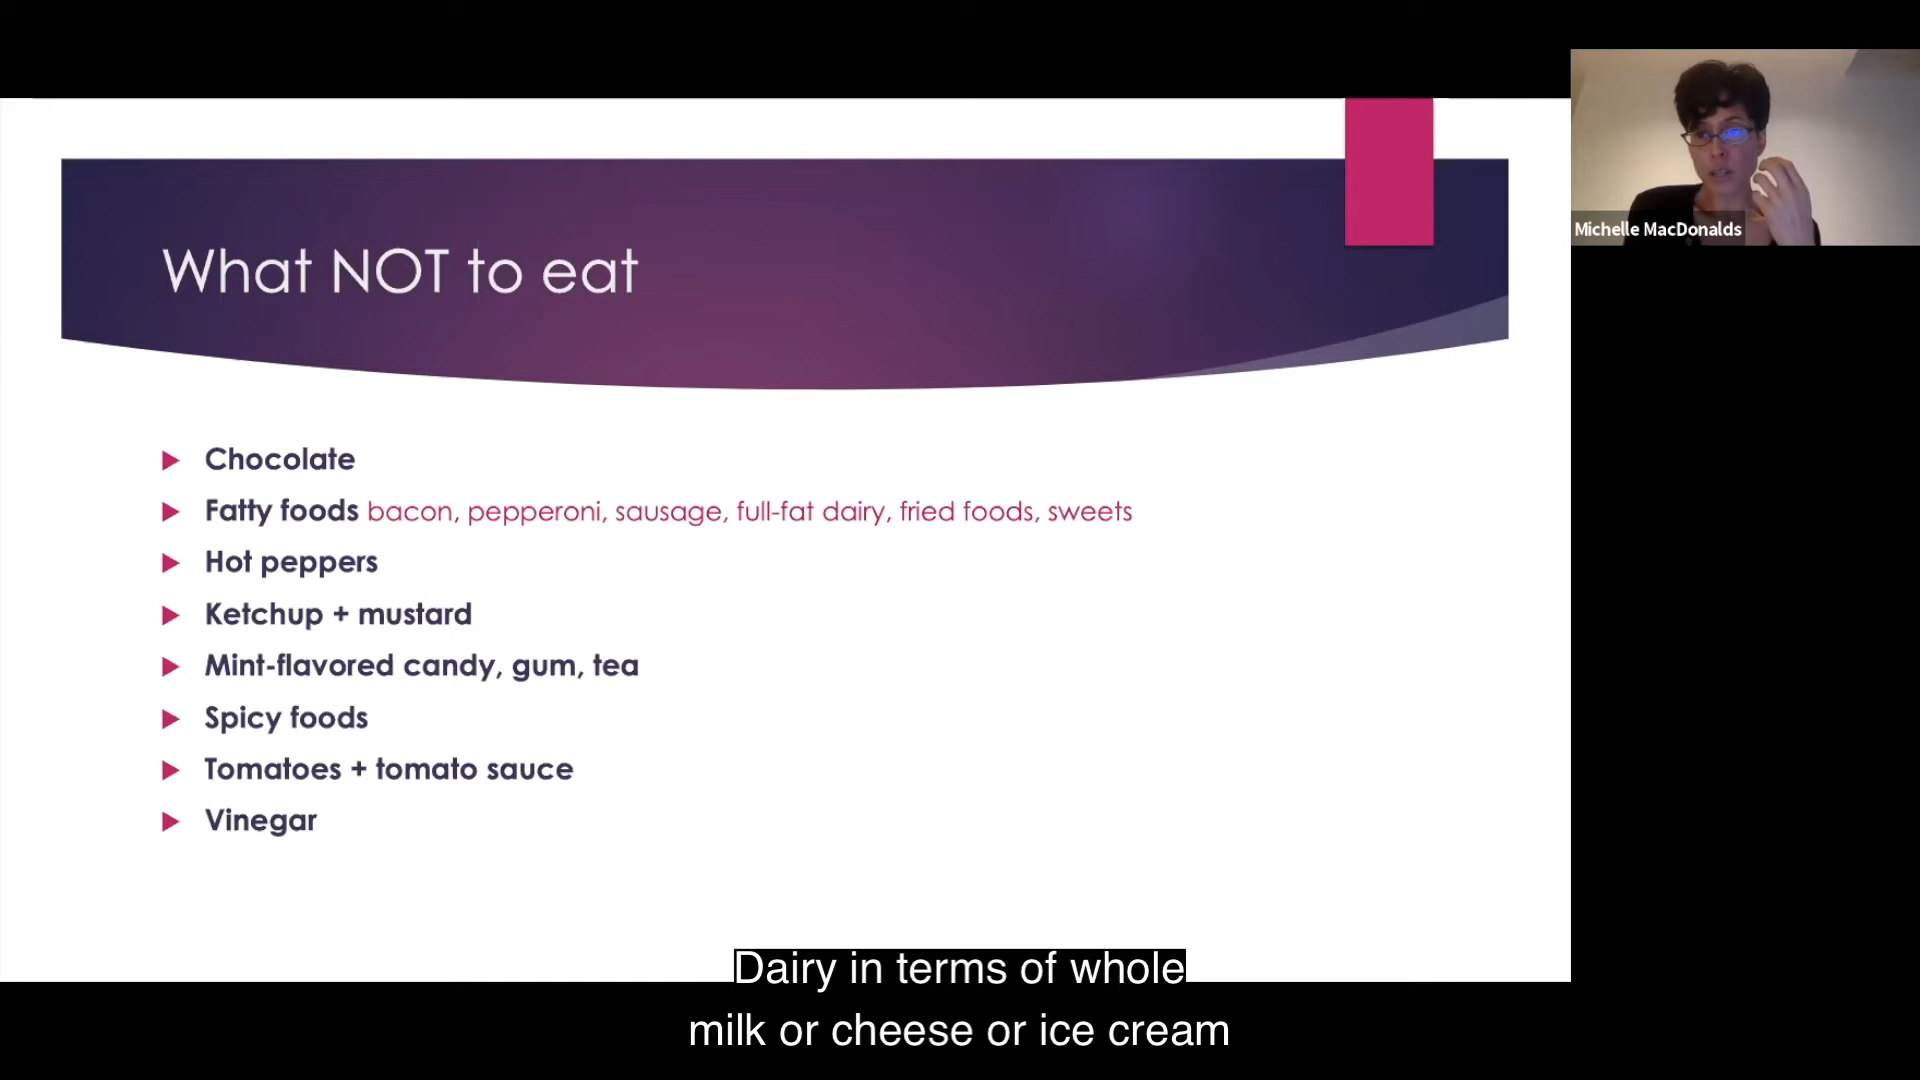 Michelle MacDonalds
What NOT to eat
Chocolate
Fatty foods bacon, pepperoni, sausage, full-fat dairy, fried foods, sweets
Hot peppers
Ketchup + mustard
Mint-flavored candy, gum, tea
Spicy foods
Tomatoes + tomato sauce
Vinegar
Dairy in terms of whole
milk or cheese or ice cream